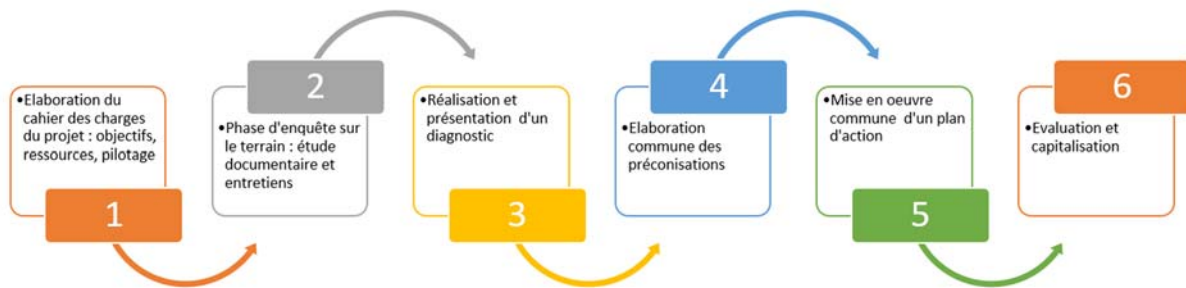 •Elaboration du
cahier des charges
du projet : objectifs,
ressources, pilotage
1
2
•Phase d'enquête sur
le terrain : étude
documentaire et
entretiens
•Réalisation et
présentation d'un
diagnostic
3
4
•Elaboration
commune des
préconisations
•Mise en oeuvre
commune d'un plan
d'action
5
6
•Evaluation et
capitalisation